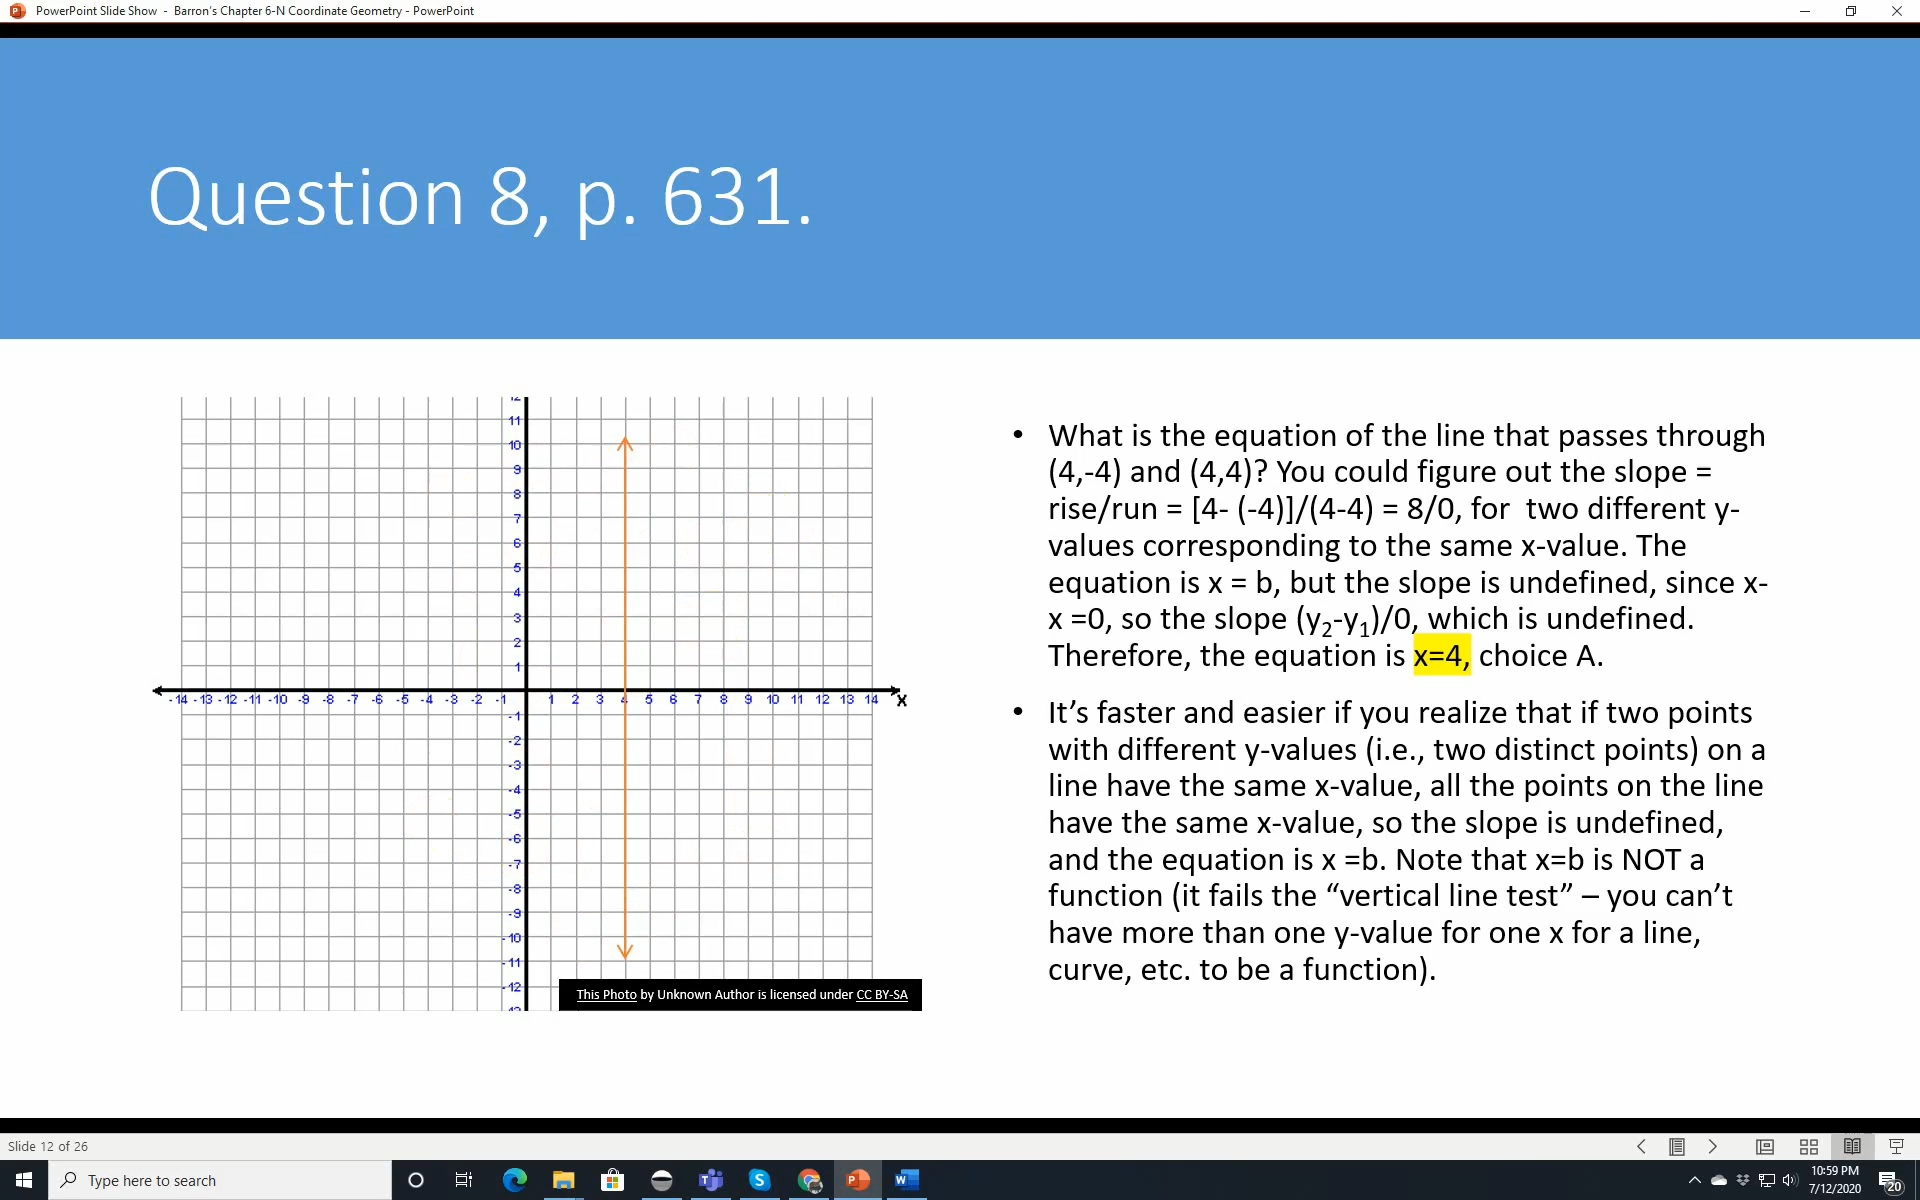 PowerPoint Slide Show - Barron's Chapter 6-N Coordinate Geometry - PowerPoint
Question 8, p. 631.
12
11
10
9
8
7
6
5
4
3
2
1
-14 -13 -12 -11 -10 -9 -8 -7 -6 -5 -4 -3 -2 -1 1 2 3 4 5 6 7 8 9 10 11 12 13 14 X
-1
-2
-3
-4
-5
-6
-7
-8
-9
-10
-11
-12
This Photo by Unknown Author is licensed under CC BY-SA
• What is the equation of the line that passes through
(4,-4) and (4,4)? You could figure out the slope =
rise/run = [4- (-4)]/(4-4) = 8/0, for two different y-
values corresponding to the same x-value. The
equation is x = b, but the slope is undefined, since x-
x =0, so the slope (y₂-y₁)/0, which is undefined.
Therefore, the equation is x=4, choice A.
• It’s faster and easier if you realize that if two points
with different y-values (i.e., two distinct points) on a
line have the same x-value, all the points on the line
have the same x-value, so the slope is undefined,
and the equation is x =b. Note that x=b is NOT a
function (it fails the “vertical line test” – you can’t
have more than one y-value for one x for a line,
curve, etc. to be a function).
Slide 12 of 26
Type here to search
10:59 PM
7/12/2020
20